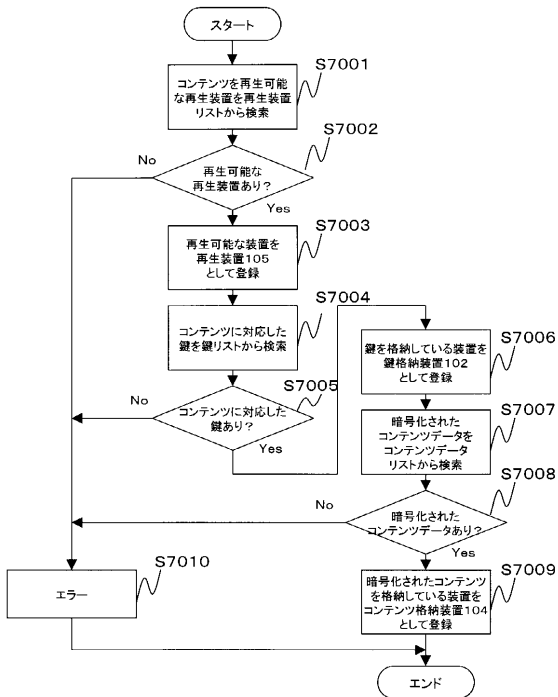 スタート
S7001
コンテンツを再生可能
な再生装置を再生装置
リストから検索
S7002
再生可能な
再生装置あり?
No
Yes
S7003
再生可能な装置を
再生装置105
として登録
S7004
コンテンツに対応した
鍵を鍵リストから検索
S7005
コンテンツに対応した
鍵あり?
No
Yes
S7006
鍵を格納している装置を
鍵格納装置102
として登録
S7007
暗号化された
コンテンツデータを
コンテンツデータ
リストから検索
S7008
暗号化された
コンテンツデータあり?
No
Yes
S7009
暗号化されたコンテンツ
を格納している装置を
コンテンツ格納装置104
として登録
S7010
エラー
エンド